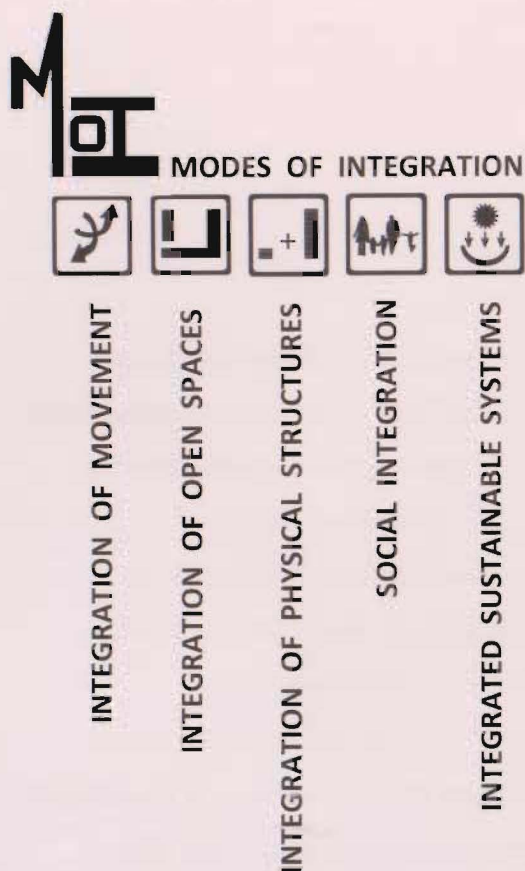 MoI
MODES OF INTEGRATION
+
INTEGRATION OF MOVEMENT
INTEGRATION OF OPEN SPACES
INTEGRATION OF PHYSICAL STRUCTURES
SOCIAL INTEGRATION
INTEGRATED SUSTAINABLE SYSTEMS